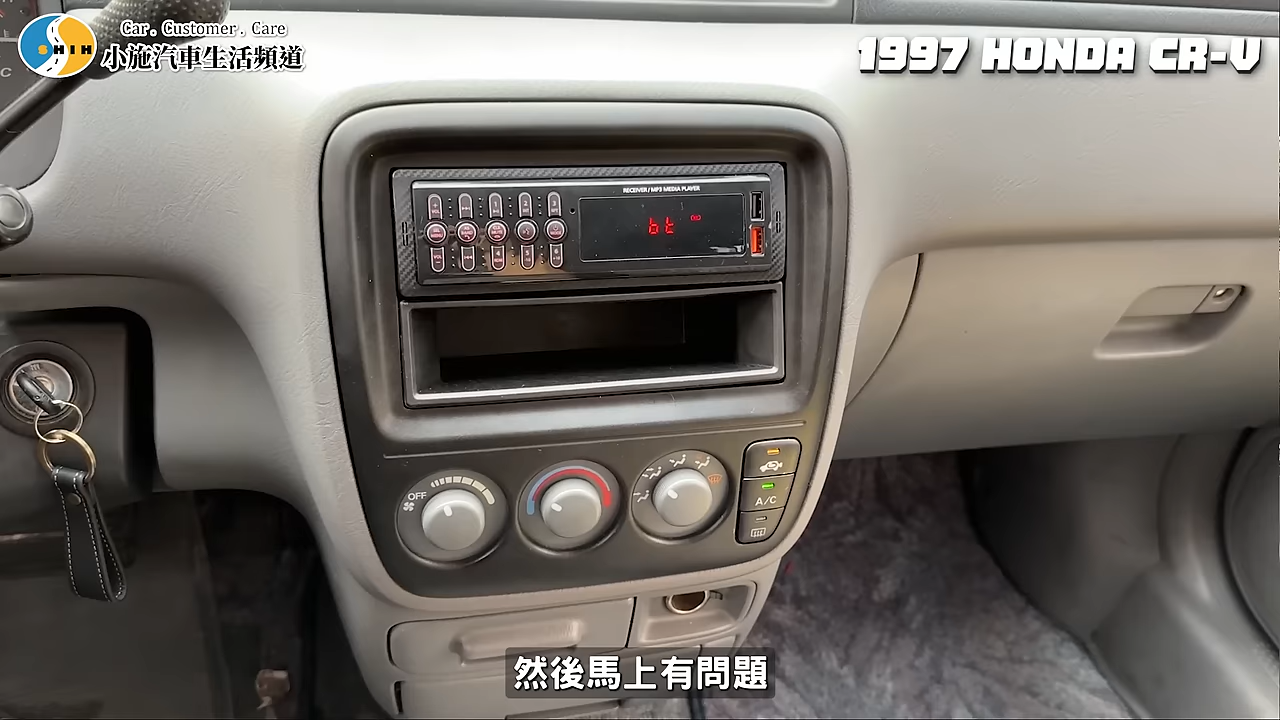 Car . Customer . Care
SHIH
小施汽車生活頻道
1997 HONDA CR-V
RECEIVER / MP3 MEDIA PLAYER
bt
OFF
A/C
然後馬上有問題